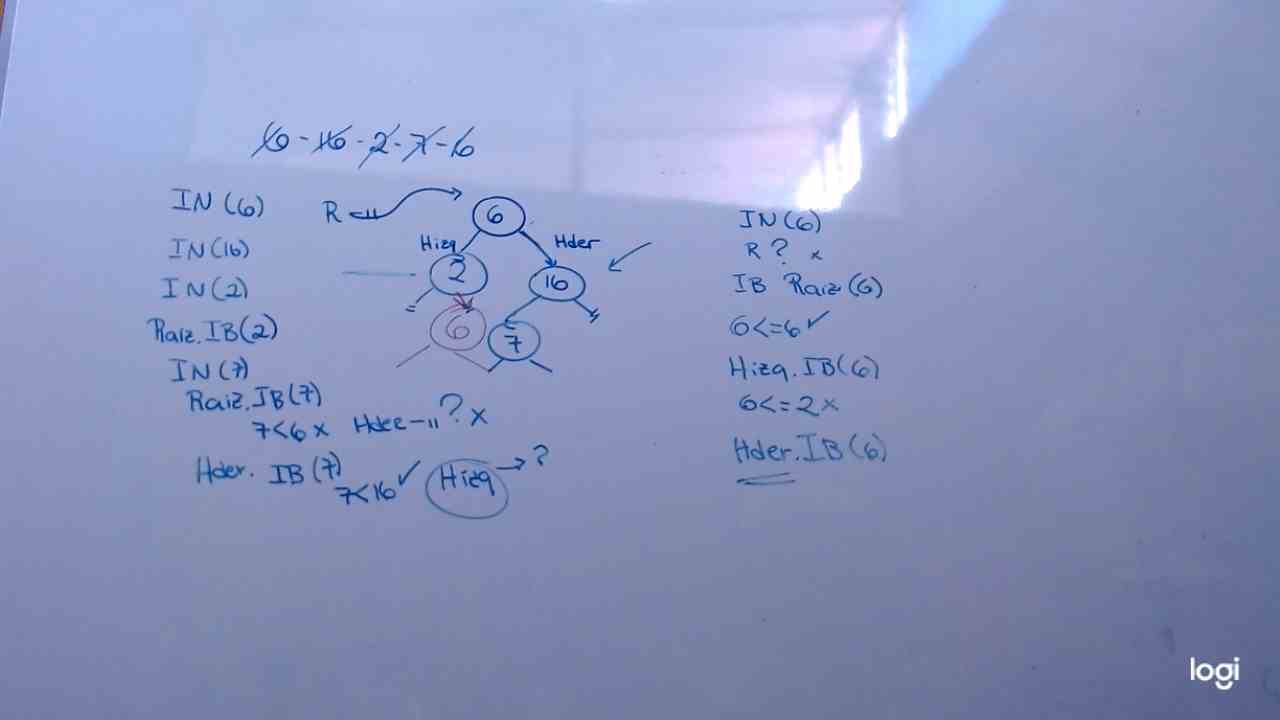 6 - 16 - 2 - 7 - 6
IN (6)
R
6
Hizq
Hder
IN (16)
2
16
IN (2)
Raiz. IB(2)
6
7
IN (7)
Raiz. IB(7)
7<6 x
? x
Hder. IB (7)
7<16 ✓
Hizq → ?
IN (6)
R ? x
IB Raiz (6)
6<=6 ✓
Hizq. IB(6)
6<=2 x
Hder. IB(6)
logi